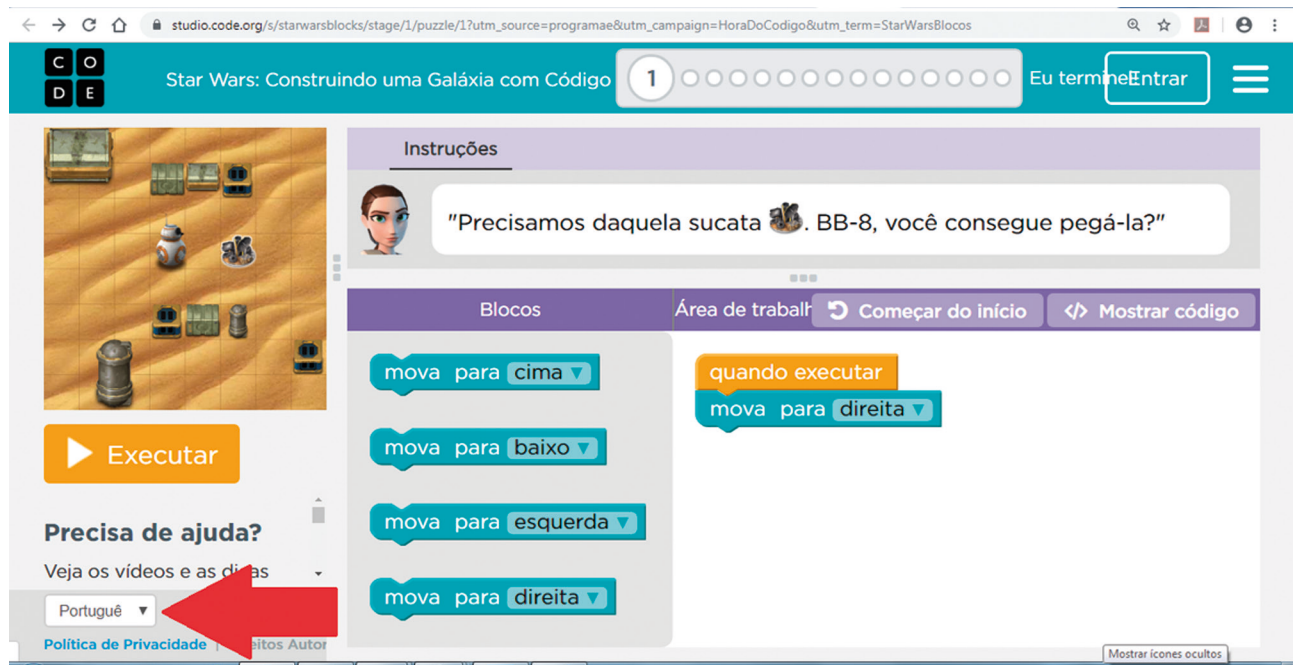 studio.code.org/s/starwarsblocks/stage/1/puzzle/1?utm_source=programae&utm_campaign=HoraDoCodigo&utm_term=StarWarsBlocos
C O
D E
Star Wars: Construindo uma Galáxia com Código
1
Eu termine
Entrar
Instruções
"Precisamos daquela sucata . BB-8, você consegue pegá-la?"
Blocos
Área de trabalh
Começar do início
</> Mostrar código
mova para cima
mova para baixo
mova para esquerda
mova para direita
quando executar
mova para direita
Executar
Precisa de ajuda?
Veja os vídeos e as dicas
Portuguê
Política de Privacidade | eitos Autor
Mostrar ícones ocultos